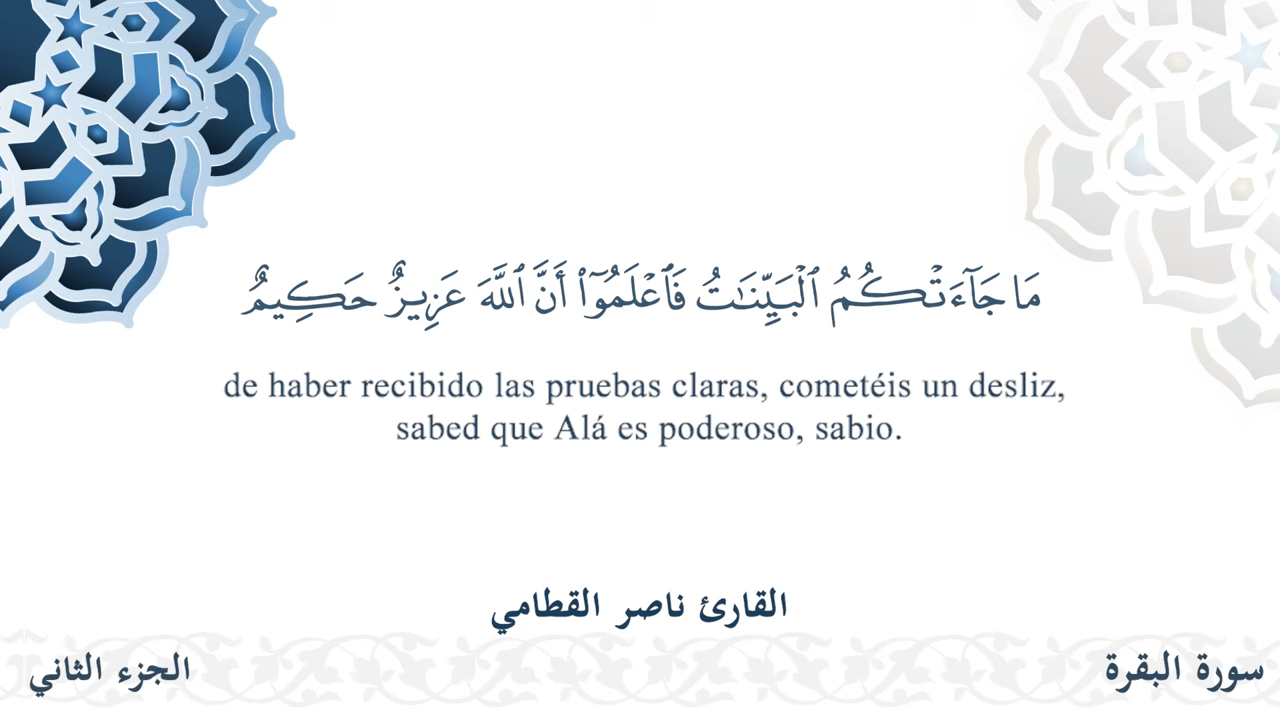 مَا جَآءَتْكُمُ ٱلْبَيِّنَـٰتُ فَٱعْلَمُوٓا۟ أَنَّ ٱللَّهَ عَزِيزٌ حَكِيمٌ
de haber recibido las pruebas claras, cometéis un desliz,
sabed que Alá es poderoso, sabio.
القارئ ناصر القطامي
سورة البقرة
الجزء الثاني